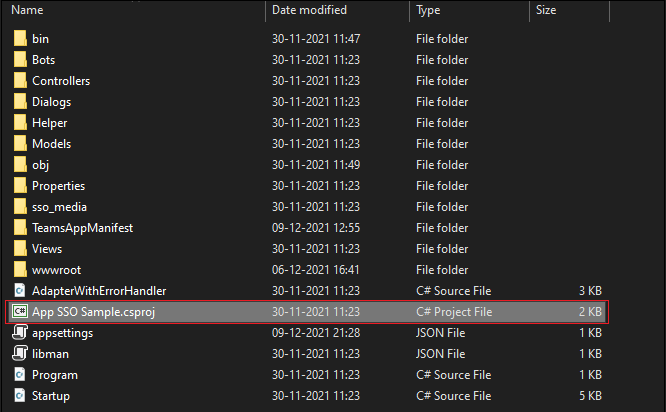 Name Date modified Type Size
bin 30-11-2021 11:47 File folder
Bots 30-11-2021 11:23 File folder
Controllers 30-11-2021 11:23 File folder
Dialogs 30-11-2021 11:23 File folder
Helper 30-11-2021 11:23 File folder
Models 30-11-2021 11:23 File folder
obj 30-11-2021 11:49 File folder
Properties 30-11-2021 11:23 File folder
sso_media 30-11-2021 11:23 File folder
TeamsAppManifest 09-12-2021 12:55 File folder
Views 30-11-2021 11:23 File folder
wwwroot 06-12-2021 16:41 File folder
AdapterWithErrorHandler 30-11-2021 11:23 C# Source File 3 KB
C# App SSO Sample.csproj 30-11-2021 11:23 C# Project File 2 KB
appsettings 09-12-2021 21:28 JSON File 1 KB
libman 30-11-2021 11:23 JSON File 1 KB
Program 30-11-2021 11:23 C# Source File 1 KB
Startup 30-11-2021 11:23 C# Source File 5 KB